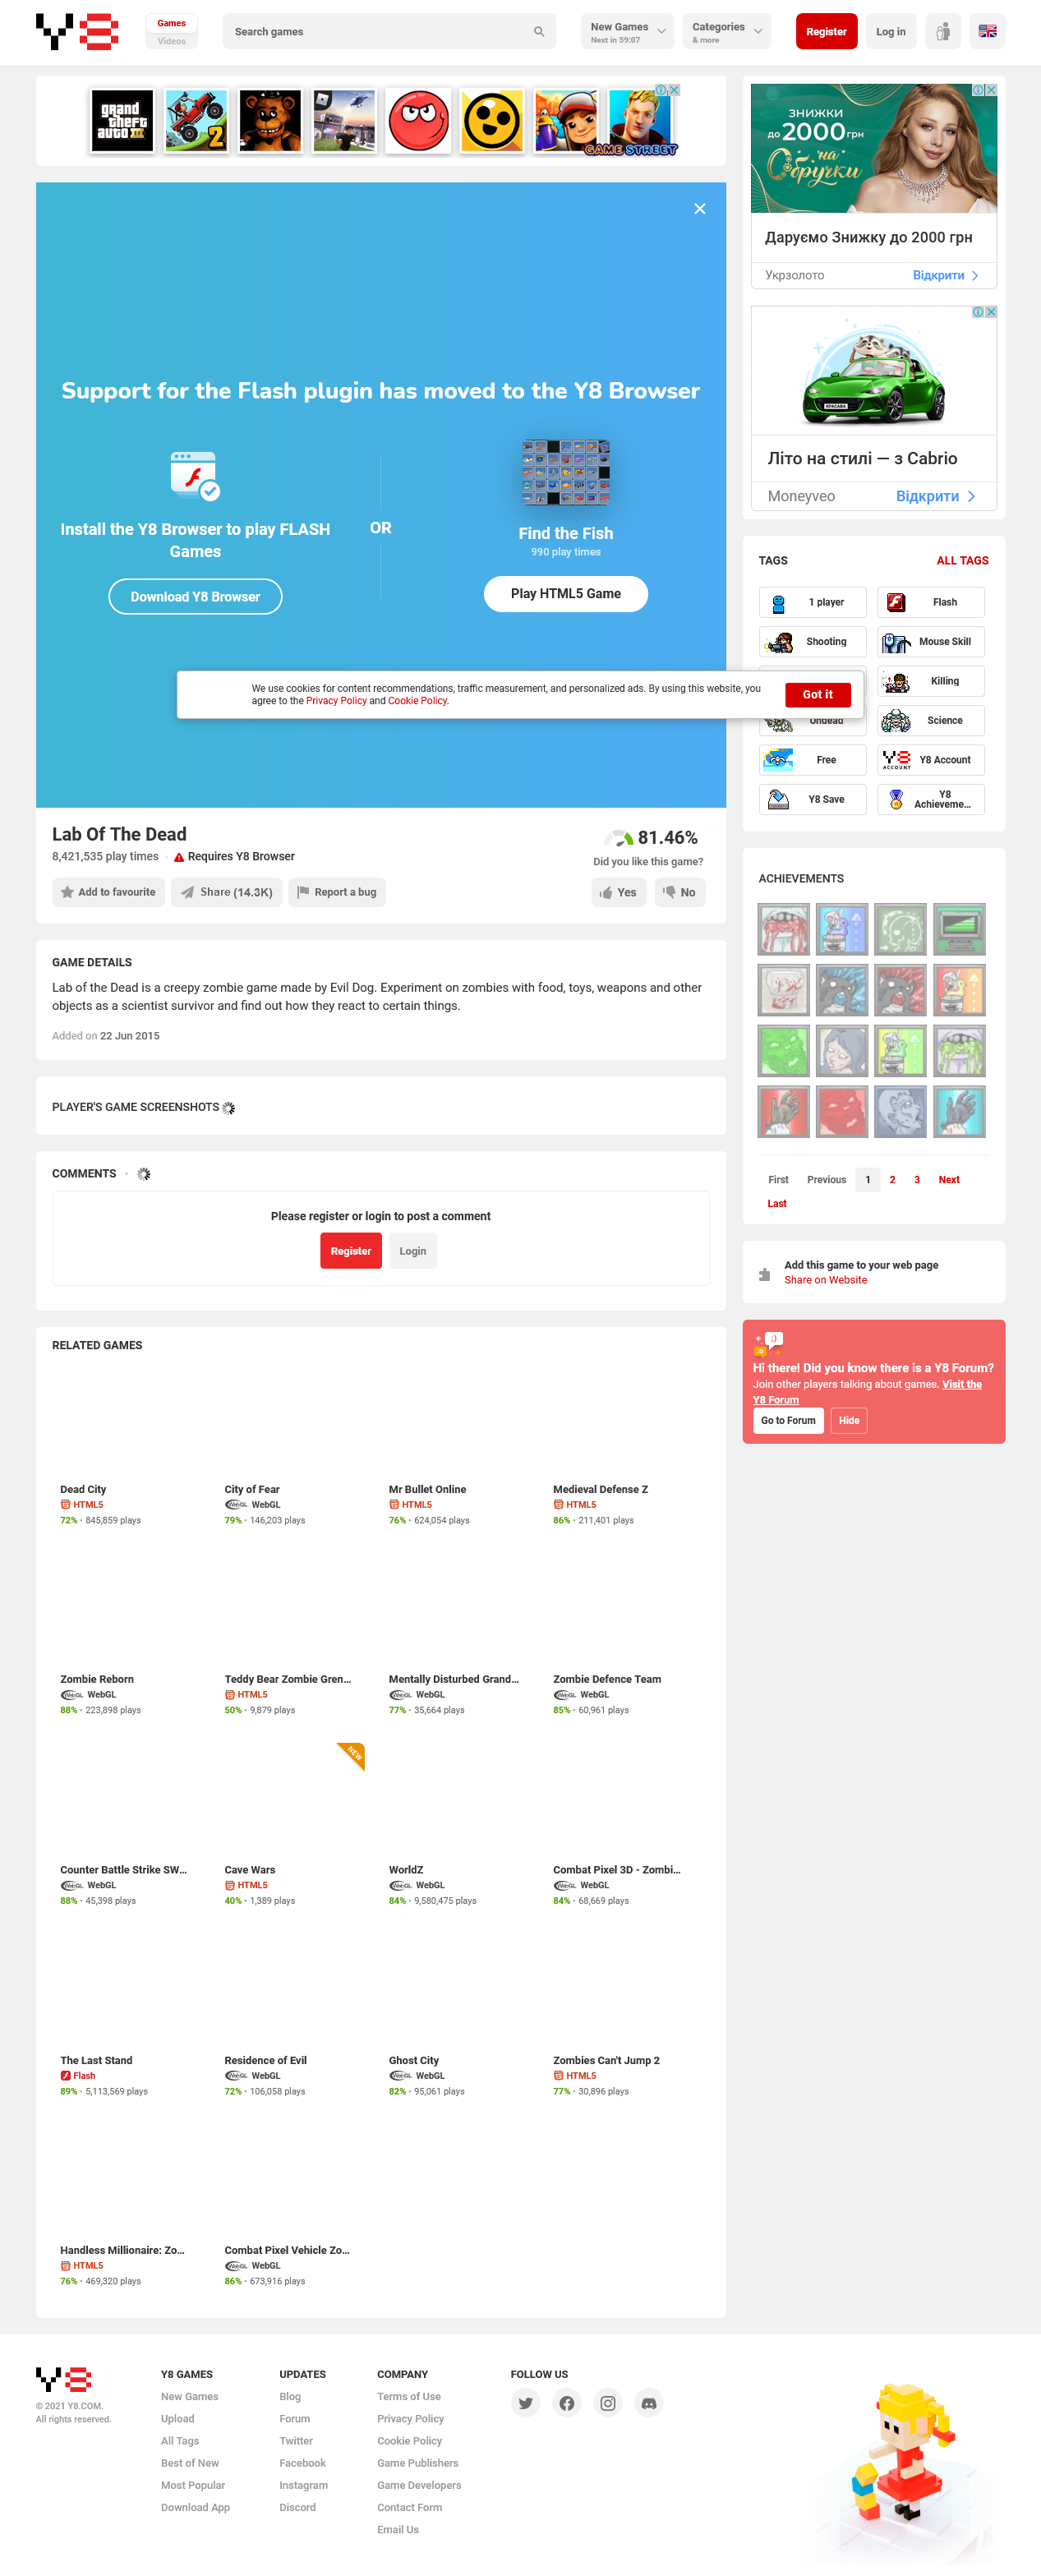 Y8
Games
Videos
Search games
New Games
Next in 59:07
Categories
& more
Register
Log in
grand theft auto III
2
GAME STREET
ЗНИЖКИ
до 2000 грн
на Обручки
Даруємо Знижку до 2000 грн
Укрзолото
Відкрити
КРАСАВА
Літо на стилі — з Cabrio
Moneyveo
Відкрити
Support for the Flash plugin has moved to the Y8 Browser
Install the Y8 Browser to play FLASH
Games
Download Y8 Browser
OR
Find the Fish
990 play times
Play HTML5 Game
We use cookies for content recommendations, traffic measurement, and personalized ads. By using this website, you
agree to the Privacy Policy and Cookie Policy.
Got it
TAGS
ALL TAGS
1 player
Flash
Shooting
Mouse Skill
Killing
Undead
Science
Free
Y8 Account
Y8 Save
Y8
Achieveme...
Lab Of The Dead
8,421,535 play times
Requires Y8 Browser
81.46%
Did you like this game?
Add to favourite
Share (14.3K)
Report a bug
Yes
No
GAME DETAILS
Lab of the Dead is a creepy zombie game made by Evil Dog. Experiment on zombies with food, toys, weapons and other
objects as a scientist survivor and find out how they react to certain things.
Added on 22 Jun 2015
PLAYER'S GAME SCREENSHOTS
COMMENTS •
Please register or login to post a comment
Register
Login
ACHIEVEMENTS
First
Previous
1
2
3
Next
Last
Add this game to your web page
Share on Website
Hi there! Did you know there is a Y8 Forum?
Join other players talking about games. Visit the
Y8 Forum
Go to Forum
Hide
RELATED GAMES
Dead City
HTML5
72% • 845,859 plays
City of Fear
WebGL
79% • 146,203 plays
Mr Bullet Online
HTML5
76% • 624,054 plays
Medieval Defense Z
HTML5
86% • 211,401 plays
Zombie Reborn
WebGL
88% • 223,898 plays
Teddy Bear Zombie Gren...
HTML5
50% • 9,879 plays
Mentally Disturbed Grand...
WebGL
77% • 35,664 plays
Zombie Defence Team
WebGL
85% • 60,961 plays
NEW
Counter Battle Strike SW...
WebGL
88% • 45,398 plays
Cave Wars
HTML5
40% • 1,389 plays
WorldZ
WebGL
84% • 9,580,475 plays
Combat Pixel 3D - Zombi...
WebGL
84% • 68,669 plays
The Last Stand
Flash
89% • 5,113,569 plays
Residence of Evil
WebGL
72% • 106,058 plays
Ghost City
WebGL
82% • 95,061 plays
Zombies Can't Jump 2
HTML5
77% • 30,896 plays
Handless Millionaire: Zo...
HTML5
76% • 469,320 plays
Combat Pixel Vehicle Zo...
WebGL
86% • 673,916 plays
Y8
© 2021 Y8.COM.
All rights reserved.
Y8 GAMES
New Games
Upload
All Tags
Best of New
Most Popular
Download App
UPDATES
Blog
Forum
Twitter
Facebook
Instagram
Discord
COMPANY
Terms of Use
Privacy Policy
Cookie Policy
Game Publishers
Game Developers
Contact Form
Email Us
FOLLOW US